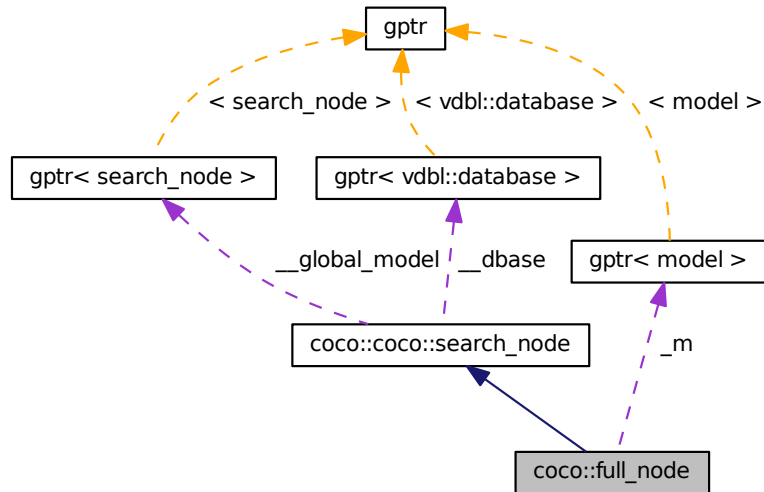 gptr
< search_node >
< vdbl::database >
< model >
gptr< search_node >
gptr< vdbl::database >
gptr< model >
__global_model
__dbase
coco::coco::search_node
_m
coco::full_node